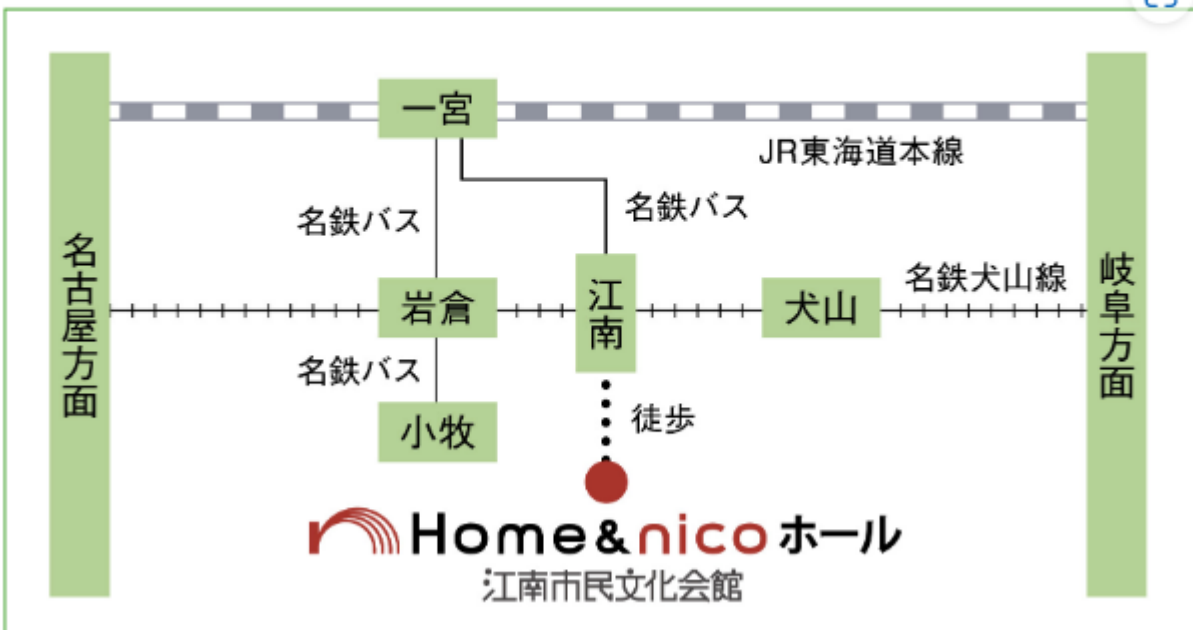 一宮
JR東海道本線
名鉄バス
名鉄バス
名古屋方面
岩倉
江南
犬山
名鉄犬山線
岐阜方面
名鉄バス
小牧
徒歩
Home&nicoホール
江南市民文化会館